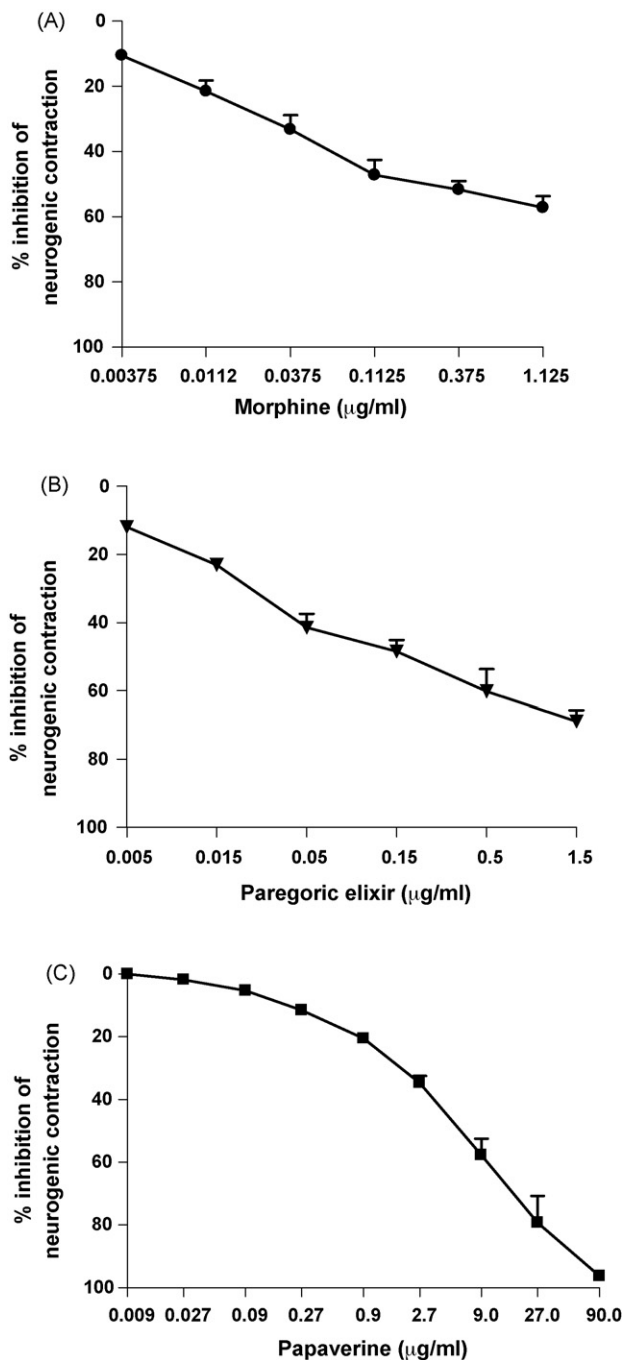 (A)
% inhibition of
neurogenic contraction
0
20
40
60
80
100
0.00375 0.0112 0.0375 0.1125 0.375 1.125
Morphine (μg/ml)
(B)
% inhibition of
neurogenic contraction
0
20
40
60
80
100
0.005 0.015 0.05 0.15 0.5 1.5
Paregoric elixir (μg/ml)
(C)
% inhibition of
neurogenic contraction
0
20
40
60
80
100
0.009 0.027 0.09 0.27 0.9 2.7 9.0 27.0 90.0
Papaverine (μg/ml)